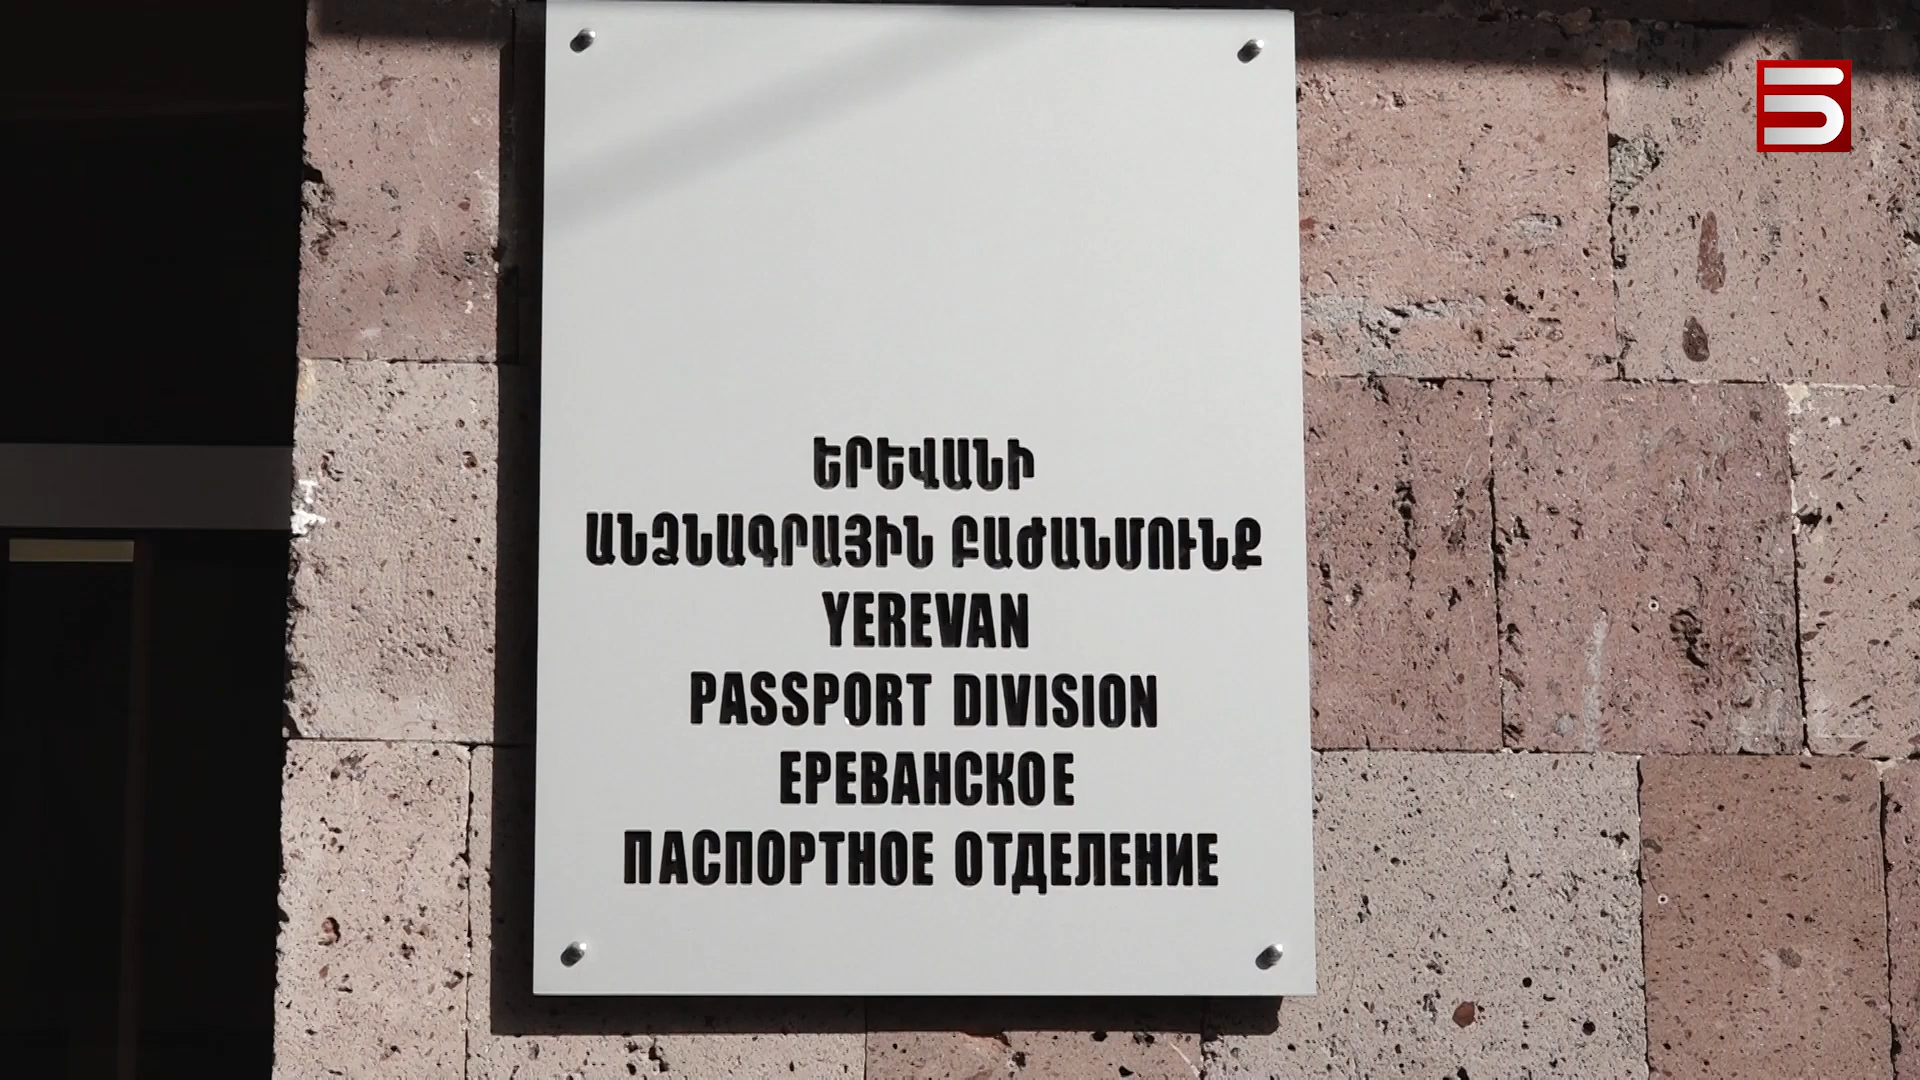 ԵՐԵՎԱՆԻ
ԱՆՁՆԱԳՐԱՅԻՆ ԲԱԺԱՆՄՈՒՆՔ
YEREVAN
PASSPORT DIVISION
ЕРЕВАНСКОЕ
ПАСПОРТНОЕ ОТДЕЛЕНИЕ